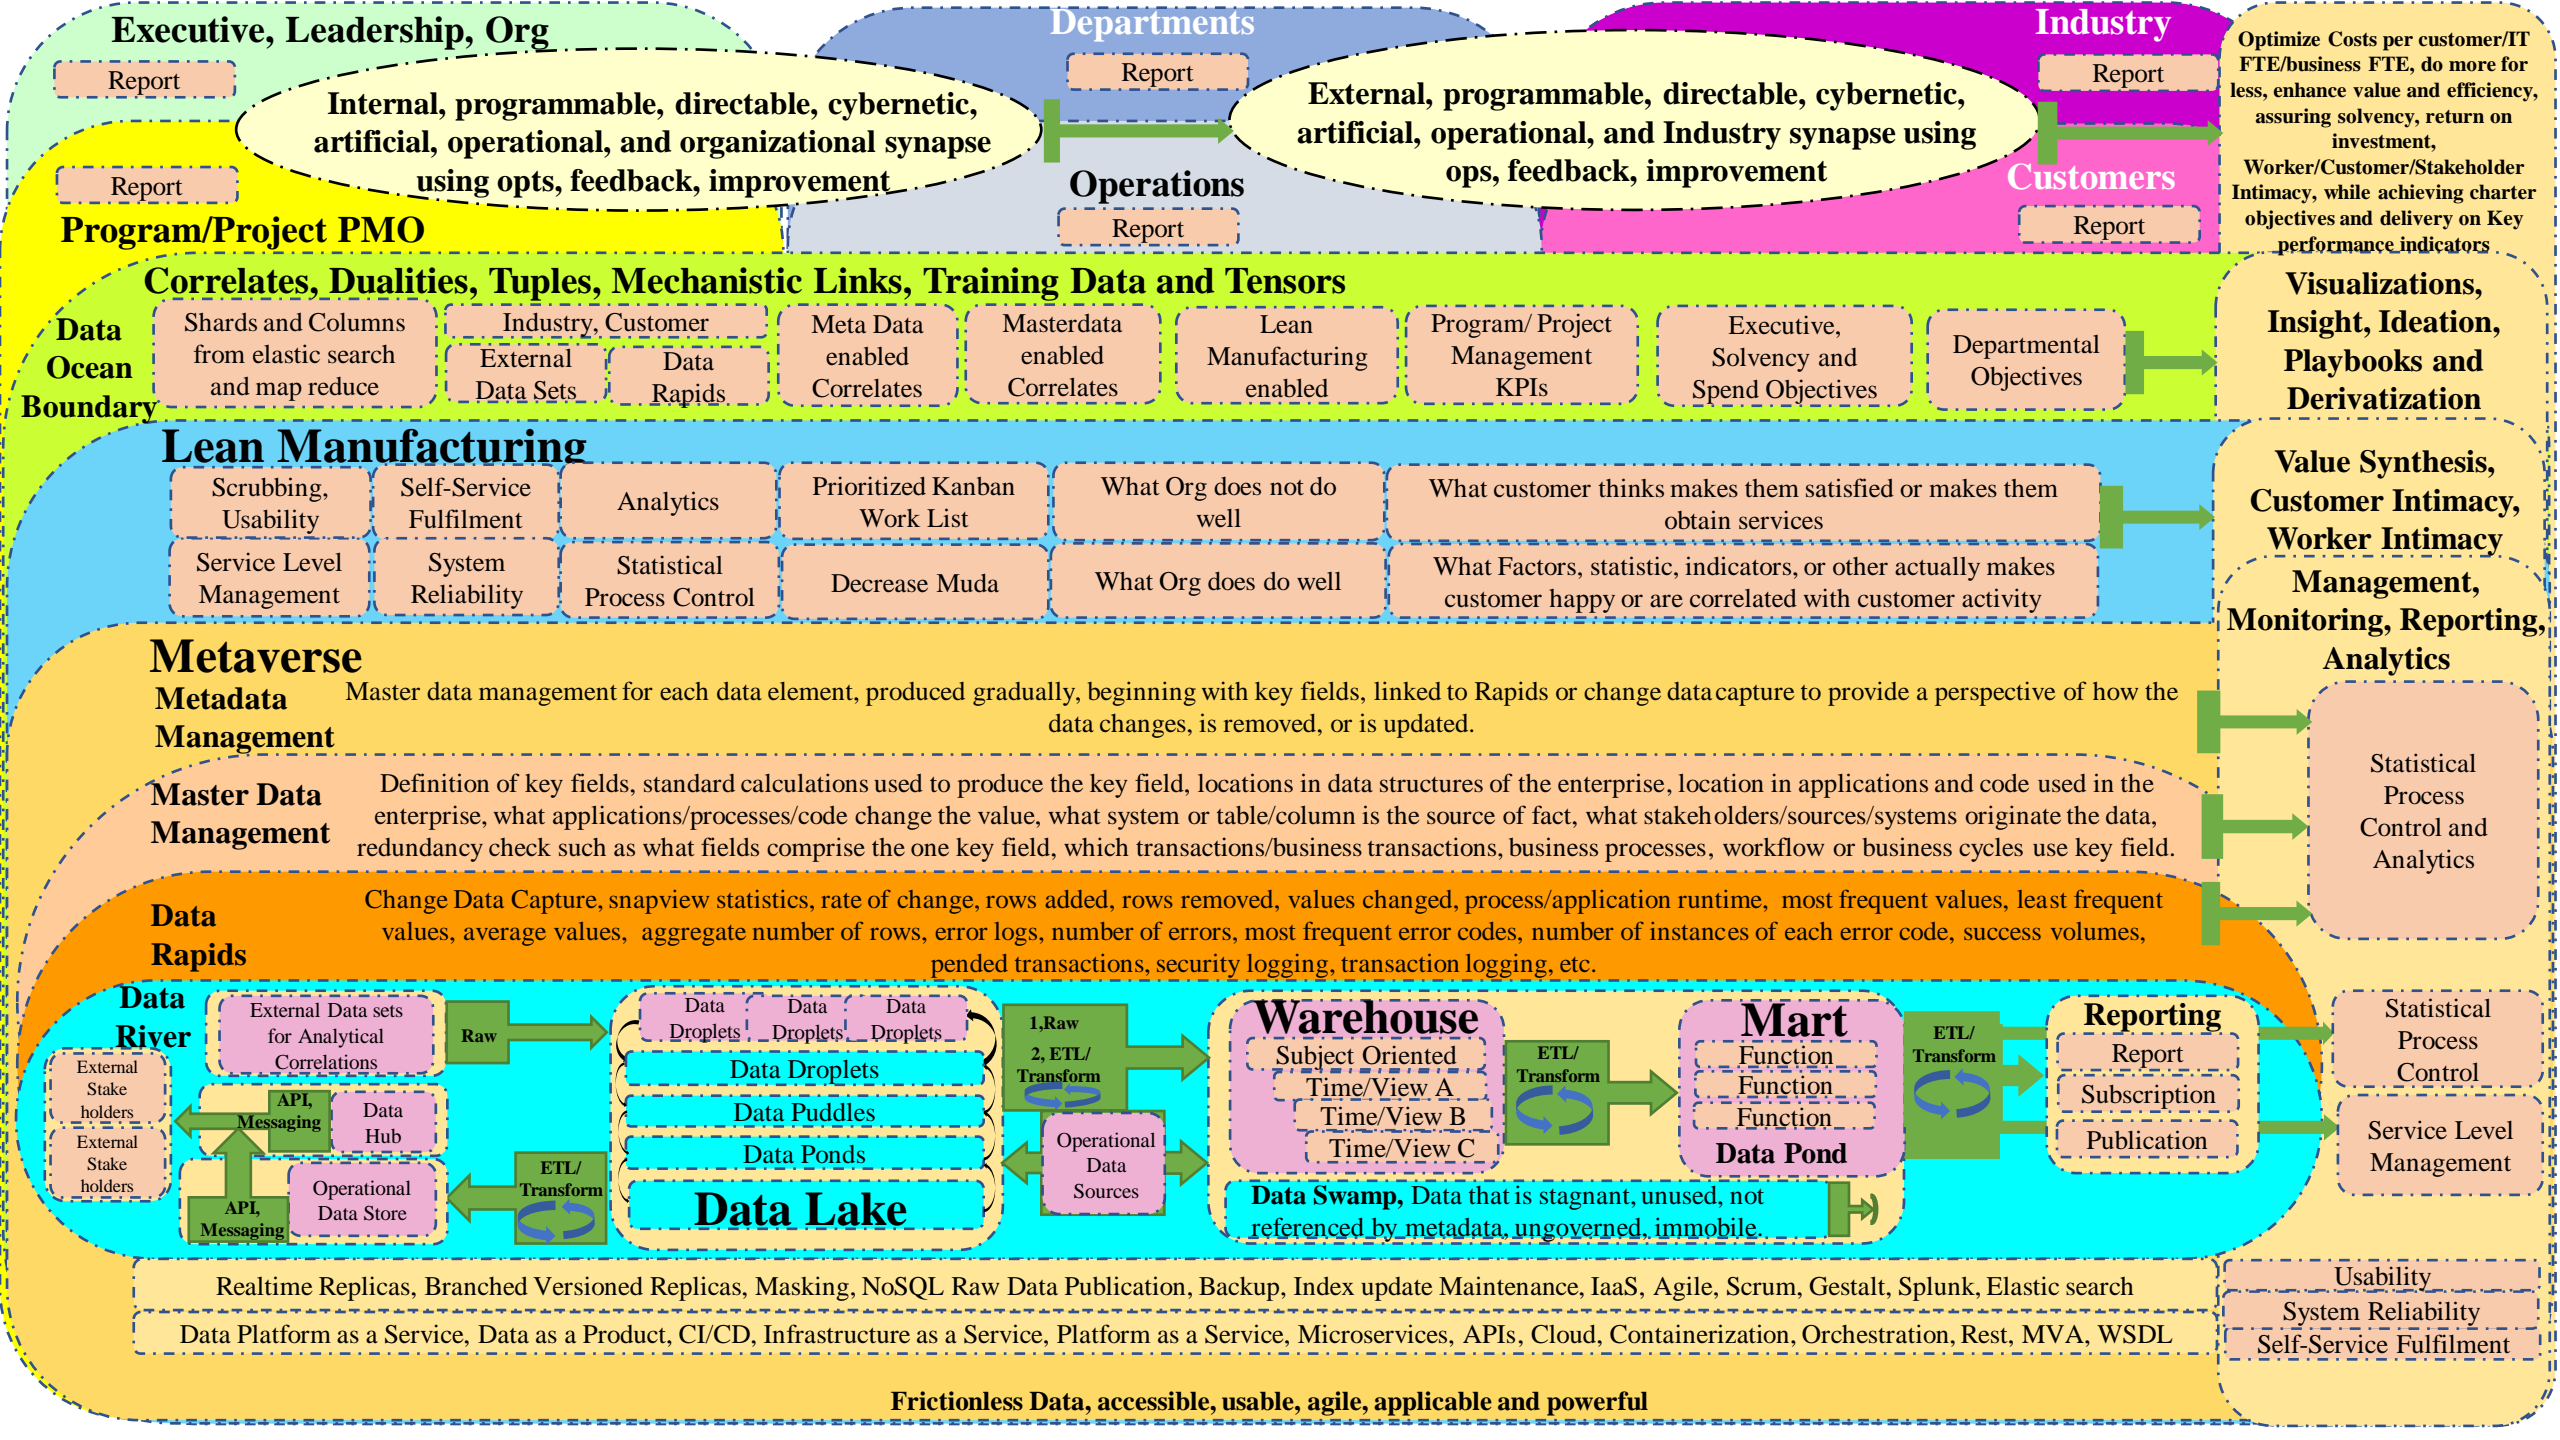 Executive, Leadership, Org
Report
Internal, programmable, directable, cybernetic,
artificial, operational, and organizational synapse
using opts, feedback, improvement
Report
Program/Project PMO
Departments
Report
Operations
Report
External, programmable, directable, cybernetic,
artificial, operational, and Industry synapse using
ops, feedback, improvement
Industry
Report
Customers
Report
Optimize Costs per customer/IT
FTE/business FTE, do more for
less, enhance value and efficiency,
assuring solvency, return on
investment,
Worker/Customer/Stakeholder
Intimacy, while achieving charter
objectives and delivery on Key
performance indicators
Correlates, Dualities, Tuples, Mechanistic Links, Training Data and Tensors
Data
Ocean
Boundary
Shards and Columns
from elastic search
and map reduce
Industry, Customer
External
Data Sets
Data
Rapids
Meta Data
enabled
Correlates
Masterdata
enabled
Correlates
Lean
Manufacturing
enabled
Program/ Project
Management
KPIs
Executive,
Solvency and
Spend Objectives
Departmental
Objectives
Visualizations,
Insight, Ideation,
Playbooks and
Derivatization
Lean Manufacturing
Scrubbing,
Usability
Self-Service
Fulfilment
Analytics
Prioritized Kanban
Work List
What Org does not do
well
What customer thinks makes them satisfied or makes them
obtain services
Service Level
Management
System
Reliability
Statistical
Process Control
Decrease Muda
What Org does do well
What Factors, statistic, indicators, or other actually makes
customer happy or are correlated with customer activity
Value Synthesis,
Customer Intimacy,
Worker Intimacy
Management,
Monitoring, Reporting,
Analytics
Metaverse
Metadata
Management
Master data management for each data element, produced gradually, beginning with key fields, linked to Rapids or change data capture to provide a perspective of how the
data changes, is removed, or is updated.
Statistical
Process
Control and
Analytics
Master Data
Management
Definition of key fields, standard calculations used to produce the key field, locations in data structures of the enterprise, location in applications and code used in the
enterprise, what applications/processes/code change the value, what system or table/column is the source of fact, what stakeholders/sources/systems originate the data,
redundancy check such as what fields comprise the one key field, which transactions/business transactions, business processes, workflow or business cycles use key field.
Data
Rapids
Change Data Capture, snapview statistics, rate of change, rows added, rows removed, values changed, process/application runtime, most frequent values, least frequent
values, average values, aggregate number of rows, error logs, number of errors, most frequent error codes, number of instances of each error code, success volumes,
pended transactions, security logging, transaction logging, etc.
Data
River
External Data sets
for Analytical
Correlations
Raw
External
Stake
holders
External
Stake
holders
API,
Messaging
Data
Hub
API,
Messaging
Operational
Data Store
ETL/
Transform
Data
Droplets
Data
Droplets
Data
Droplets
Data Droplets
Data Puddles
Data Ponds
Data Lake
1,Raw
2, ETL/
Transform
Operational
Data
Sources
Warehouse
Subject Oriented
Time/View A
Time/View B
Time/View C
ETL/
Transform
Mart
Function
Function
Function
Data Pond
Data Swamp, Data that is stagnant, unused, not
referenced by metadata, ungoverned, immobile.
ETL/
Transform
Reporting
Report
Subscription
Publication
Statistical
Process
Control
Service Level
Management
Realtime Replicas, Branched Versioned Replicas, Masking, NoSQL Raw Data Publication, Backup, Index update Maintenance, IaaS, Agile, Scrum, Gestalt, Splunk, Elastic search
Data Platform as a Service, Data as a Product, CI/CD, Infrastructure as a Service, Platform as a Service, Microservices, APIs, Cloud, Containerization, Orchestration, Rest, MVA, WSDL
Usability
System Reliability
Self-Service Fulfilment
Frictionless Data, accessible, usable, agile, applicable and powerful